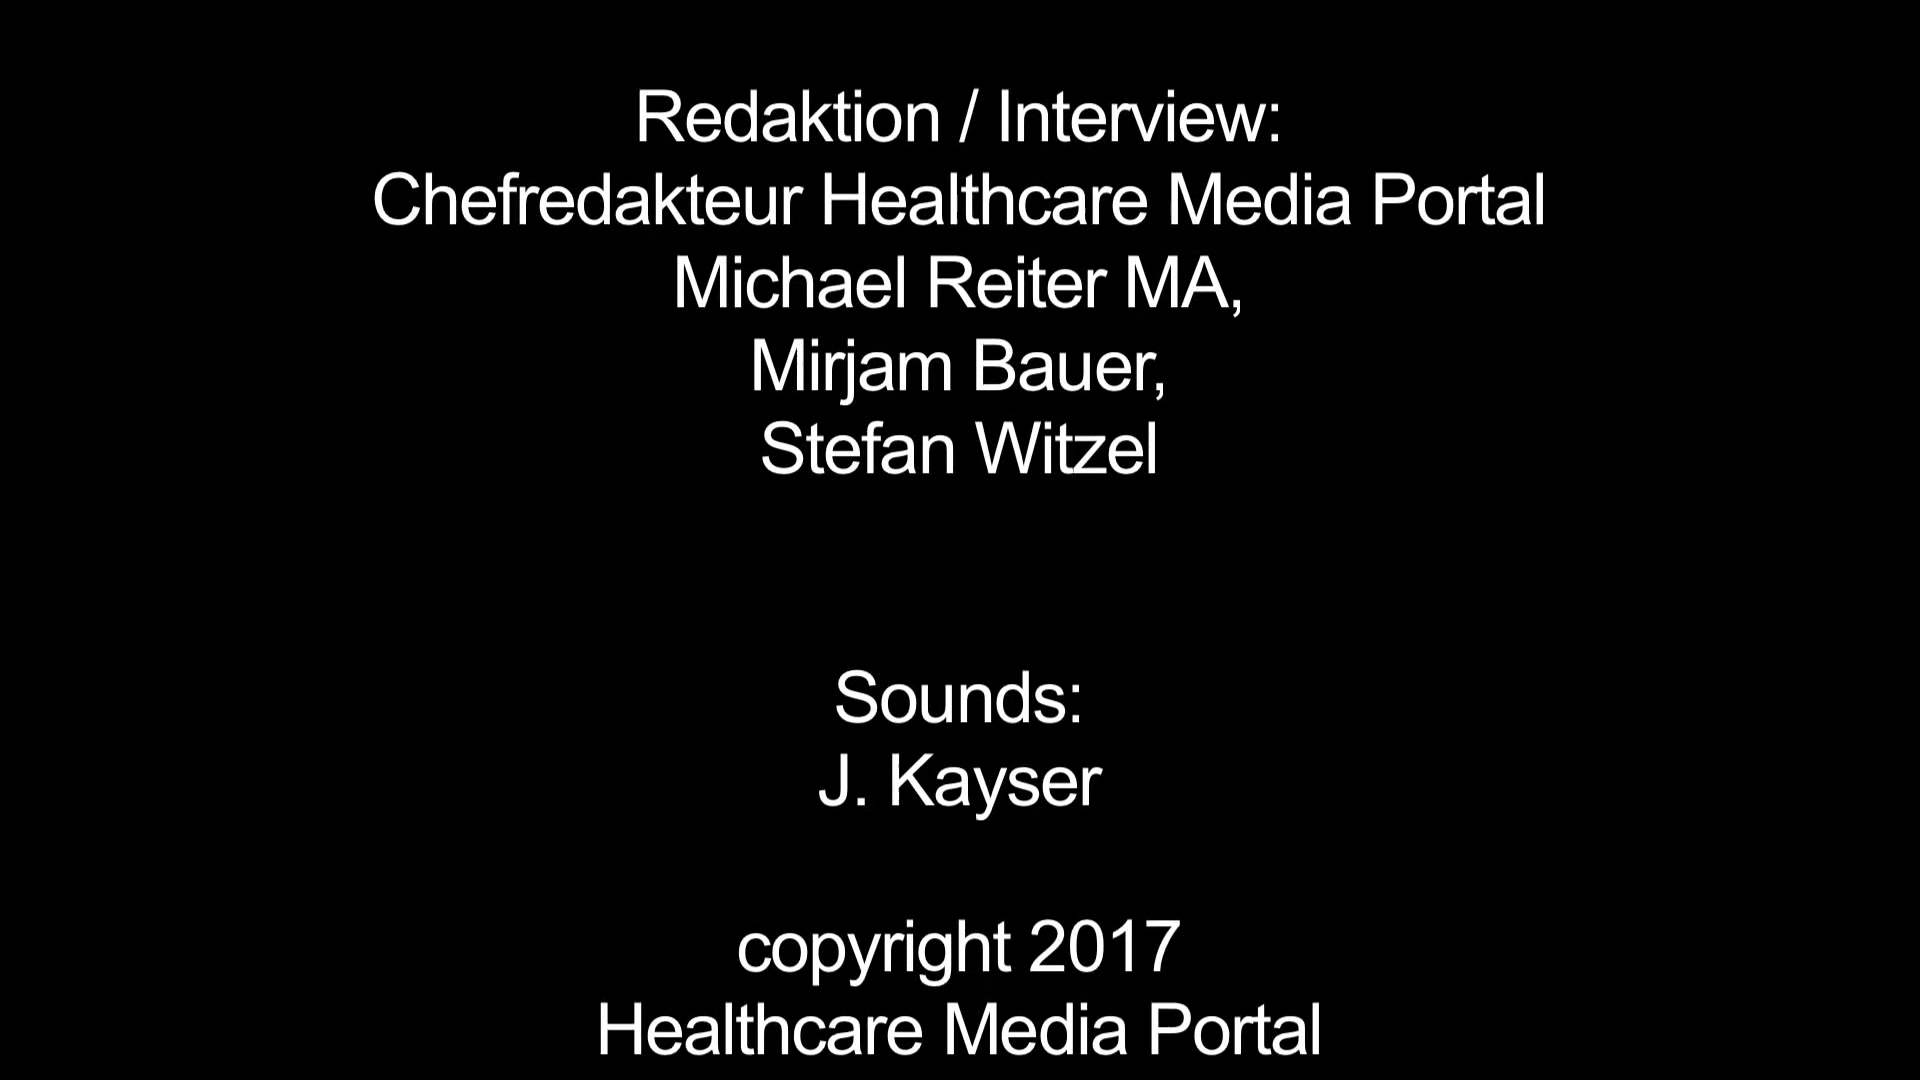 Redaktion / Interview:
Chefredakteur Healthcare Media Portal
Michael Reiter MA,
Mirjam Bauer,
Stefan Witzel
Sounds:
J. Kayser
copyright 2017
Healthcare Media Portal